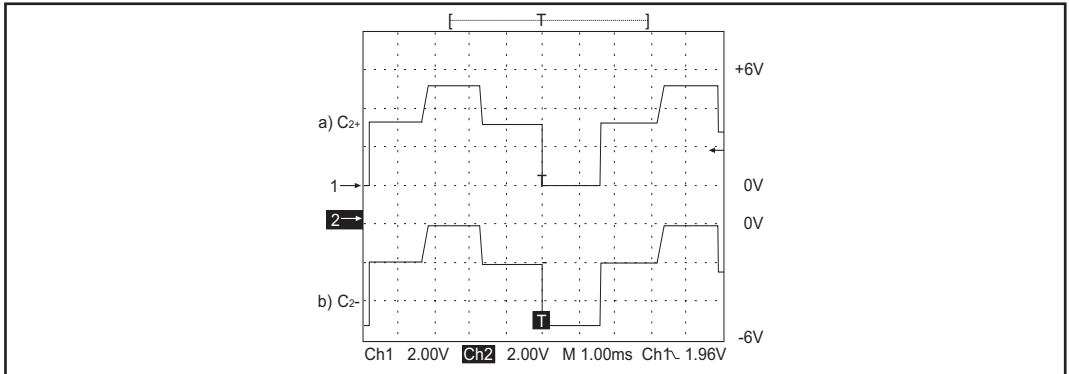 [ T ]
+6V
a) C2+
T
1
0V
2
0V
b) C2-
T
-6V
Ch1 2.00V Ch2 2.00V M 1.00ms Ch1 1.96V